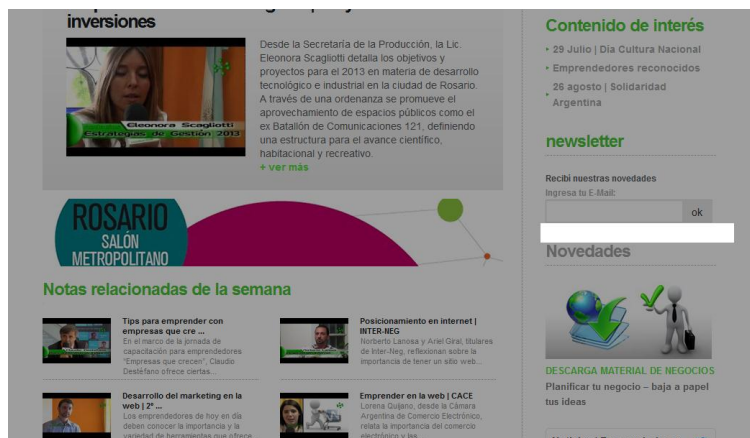 inversiones
Desde la Secretaría de la Producción, la Lic.
Eleonora Scagliotti detalla los objetivos y
proyectos para el 2013 en materia de desarrollo
tecnológico e industrial en la ciudad de Rosario.
A través de una ordenanza se promueve el
aprovechamiento de espacios públicos como el
ex Batallón de Comunicaciones 121, definiendo
una estructura para el avance científico,
habitacional y recreativo.
+ ver más
Eleonora Scagliotti
Estrategias de Gestión 2013
ROSARIO
SALÓN
METROPOLITANO
Notas relacionadas de la semana
Tips para emprender con
empresas que cre ...
En el marco de la jornada de
capacitación para emprendedores
"Empresas que crecen", Claudio
Destéfano ofrece ciertas...
Posicionamiento en internet |
INTER-NEG
Norberto Lanosa y Ariel Giral, titulares
de Inter-Neg, reflexionan sobre la
importancia de tener un sitio web...
Desarrollo del marketing en la
web | 2º ...
Los emprendedores de hoy en día
deben conocer la importancia y la
variedad de herramientas que ofrece
Emprender en la web | CACE
Lorena Quijano, desde la Cámara
Argentina de Comercio Electrónico,
relata la importancia del comercio
electrónico y las
Contenido de interés
29 Julio | Día Cultura Nacional
Emprendedores reconocidos
26 agosto | Solidaridad
Argentina
newsletter
Recibí nuestras novedades
Ingresa tu E-Mail:
ok
Novedades
DESCARGA MATERIAL DE NEGOCIOS
Planificar tu negocio – baja a papel
tus ideas